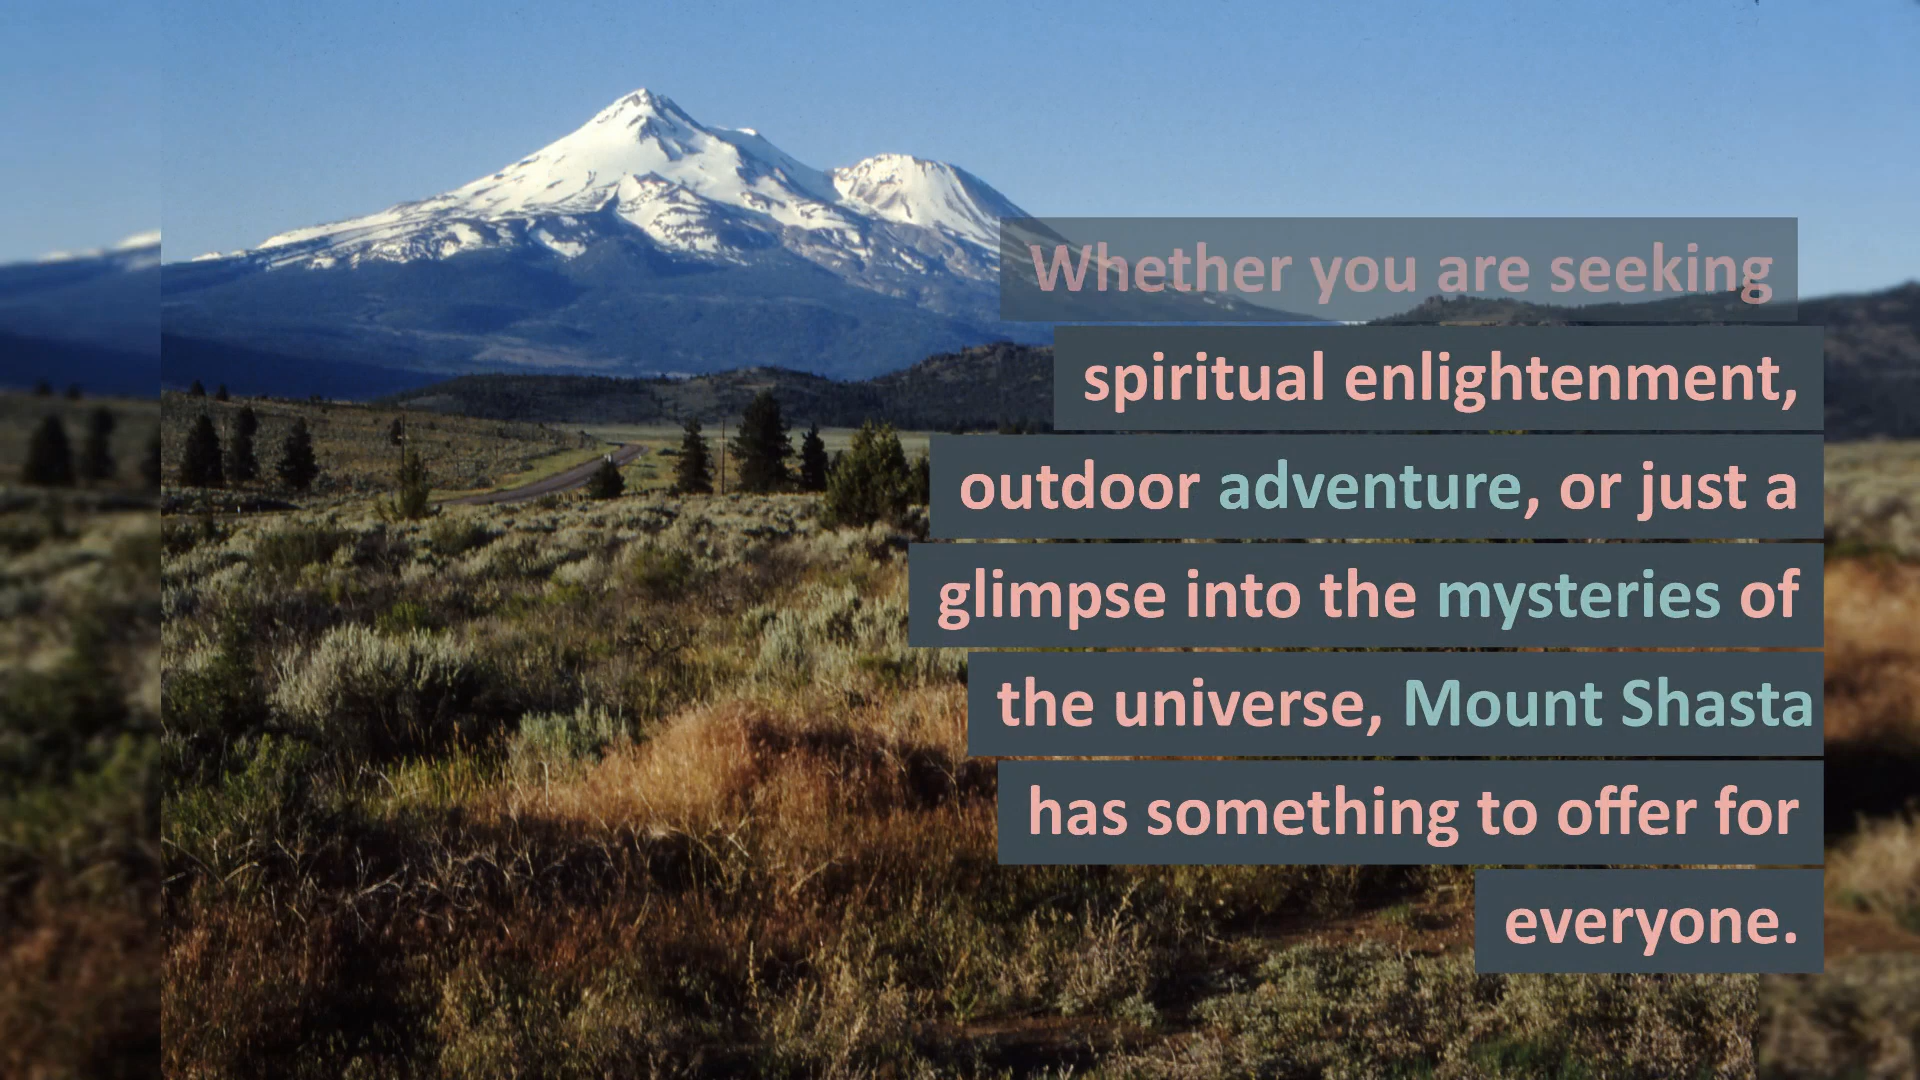 Whether you are seeking
spiritual enlightenment,
outdoor adventure, or just a
glimpse into the mysteries of
the universe, Mount Shasta
has something to offer for
everyone.